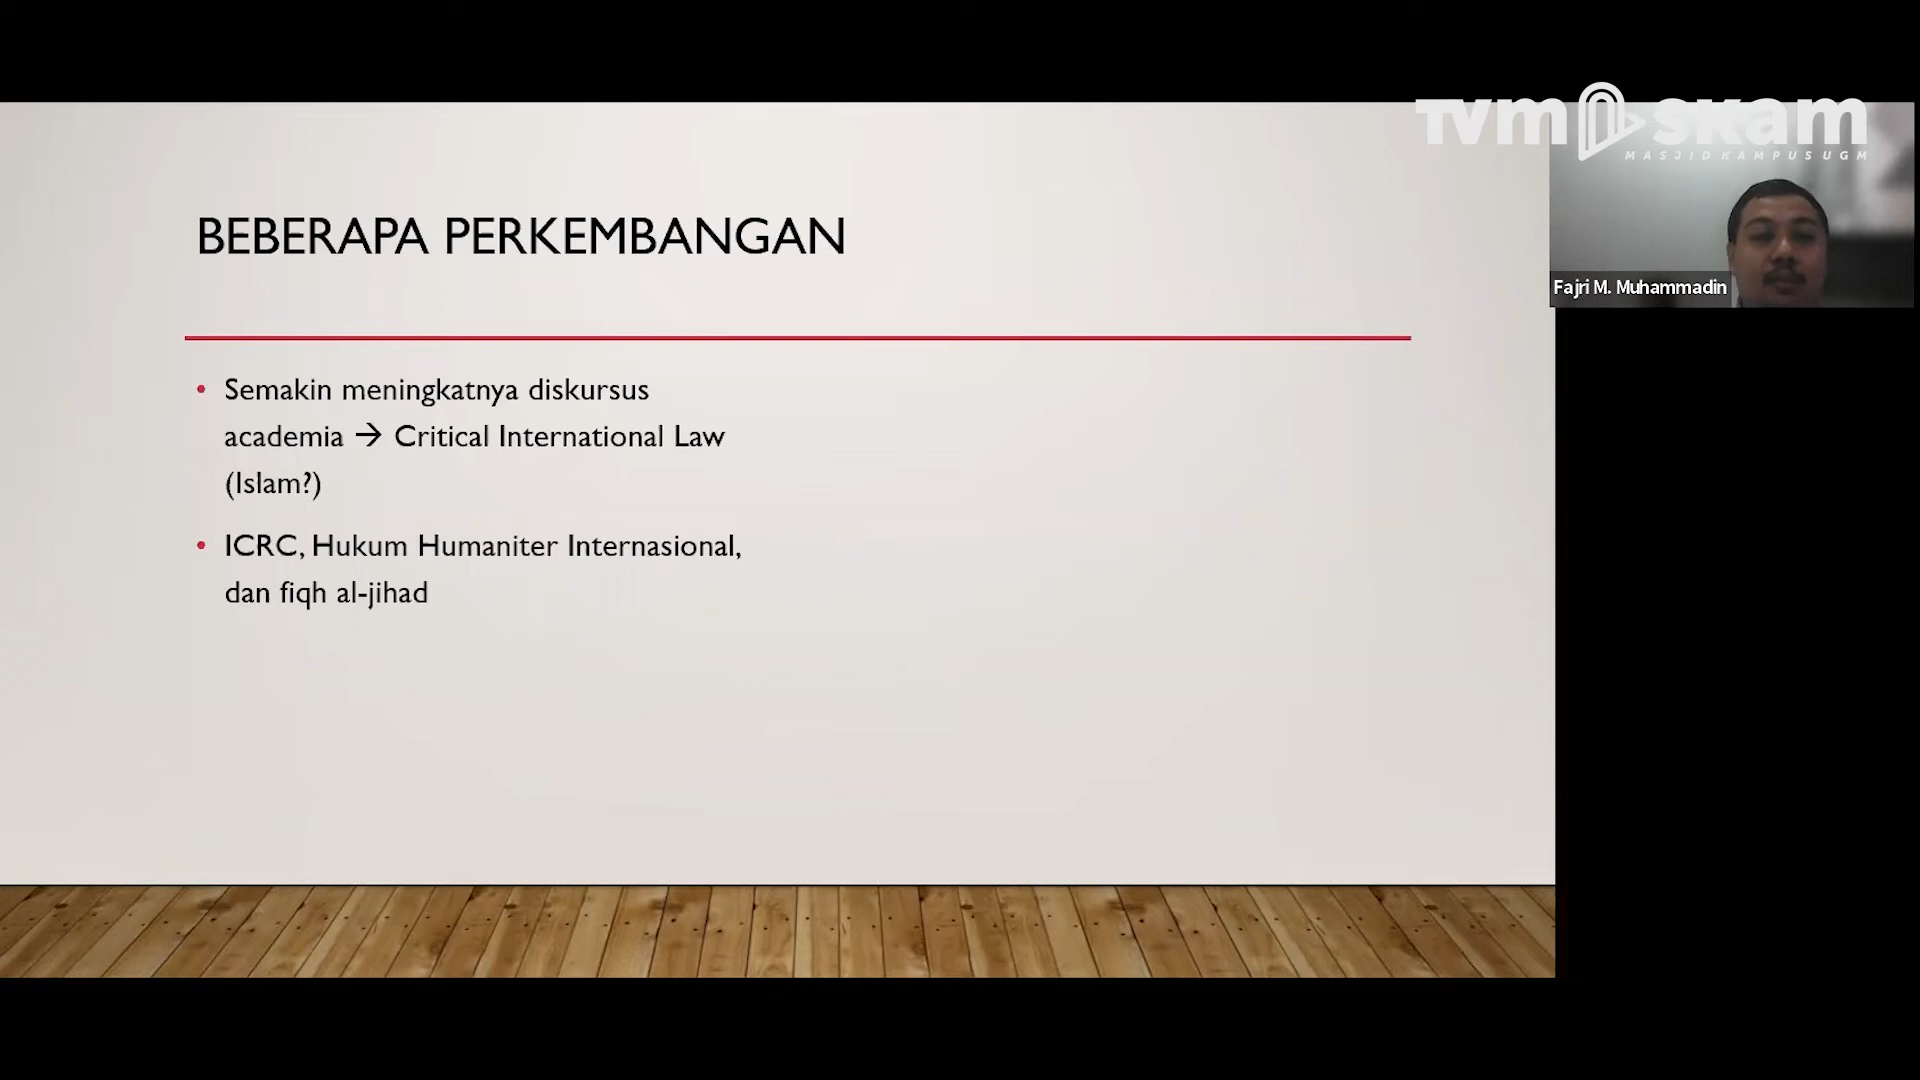 TVM SKAM
MASJID KAMPUS UGM
BEBERAPA PERKEMBANGAN
Fajri M. Muhammadin
• Semakin meningkatnya diskursus
academia → Critical International Law
(Islam?)
• ICRC, Hukum Humaniter Internasional,
dan fiqh al-jihad